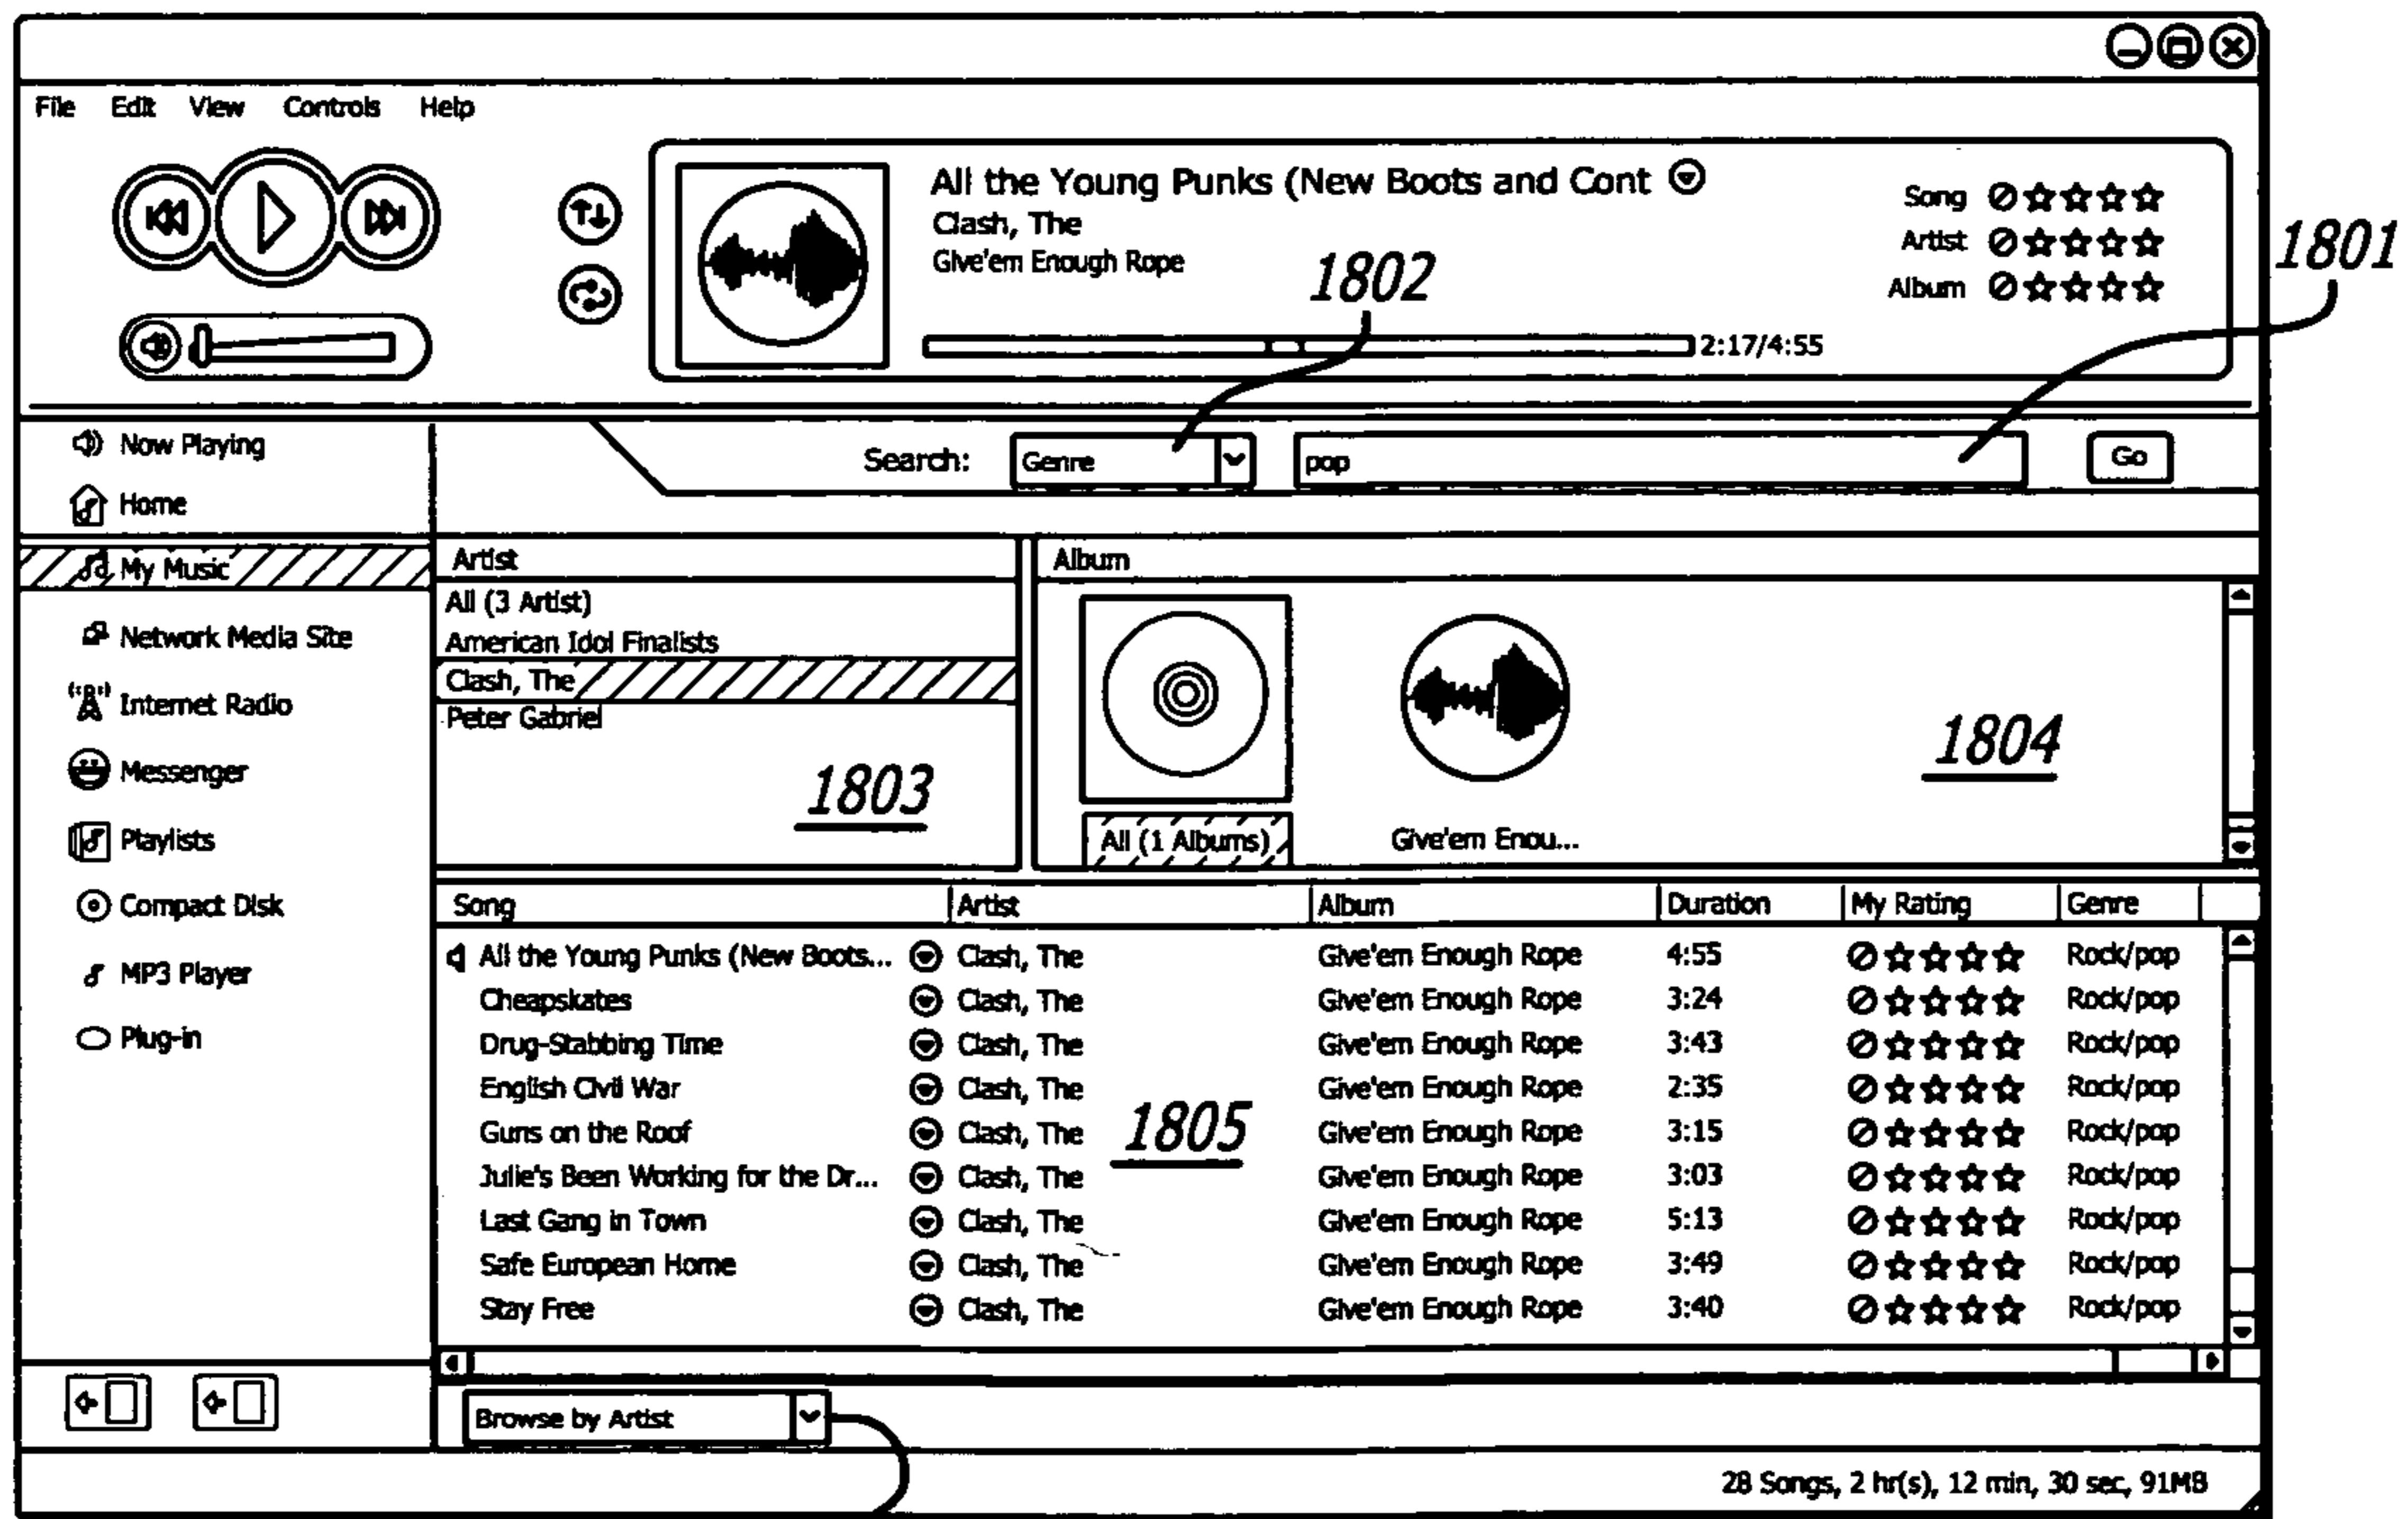 File Edit View Controls Help
All the Young Punks (New Boots and Cont
Clash, The
Give'em Enough Rope
2:17/4:55
Song
Artist
Album
1802
1801
Now Playing
Home
My Music
Network Media Site
"R" Internet Radio
Messenger
Playlists
Compact Disk
MP3 Player
Plug-in
Search: Genre pop Go
Artist
All (3 Artist)
American Idol Finalists
Clash, The
Peter Gabriel
1803
Album
All (1 Albums)
Give'em Enou...
1804
Song Artist Album Duration My Rating Genre
All the Young Punks (New Boots... Clash, The Give'em Enough Rope 4:55 Rock/pop
Cheapskates Clash, The Give'em Enough Rope 3:24 Rock/pop
Drug-Stabbing Time Clash, The Give'em Enough Rope 3:43 Rock/pop
English Civil War Clash, The Give'em Enough Rope 2:35 Rock/pop
Guns on the Roof Clash, The Give'em Enough Rope 3:15 Rock/pop
1805
Julie's Been Working for the Dr... Clash, The Give'em Enough Rope 3:03 Rock/pop
Last Gang in Town Clash, The Give'em Enough Rope 5:13 Rock/pop
Safe European Home Clash, The Give'em Enough Rope 3:49 Rock/pop
Stay Free Clash, The Give'em Enough Rope 3:40 Rock/pop
Browse by Artist
28 Songs, 2 hr(s), 12 min, 30 sec, 91MB